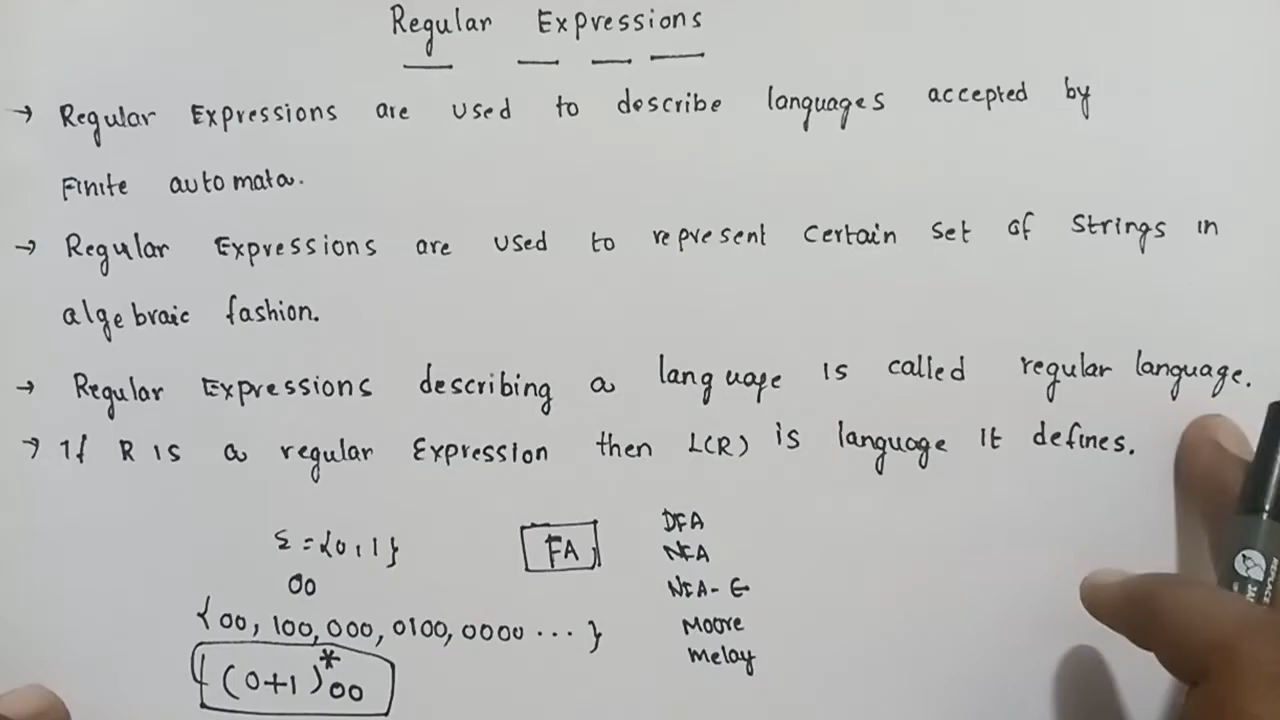 Regular Expressions
→ Regular Expressions are used to describe languages accepted by
Finite automata.
→ Regular Expressions are used to represent certain set of strings in
algebraic fashion.
→ Regular Expressions describing a language is called regular language.
→ If R is a regular Expression then L(R) is language it defines.
Σ = {0, 1}
00
{00, 100, 000, 0100, 0000 ... }
(0+1)*00
FA
DFA
NFA
NFA-ε
Moore
melay